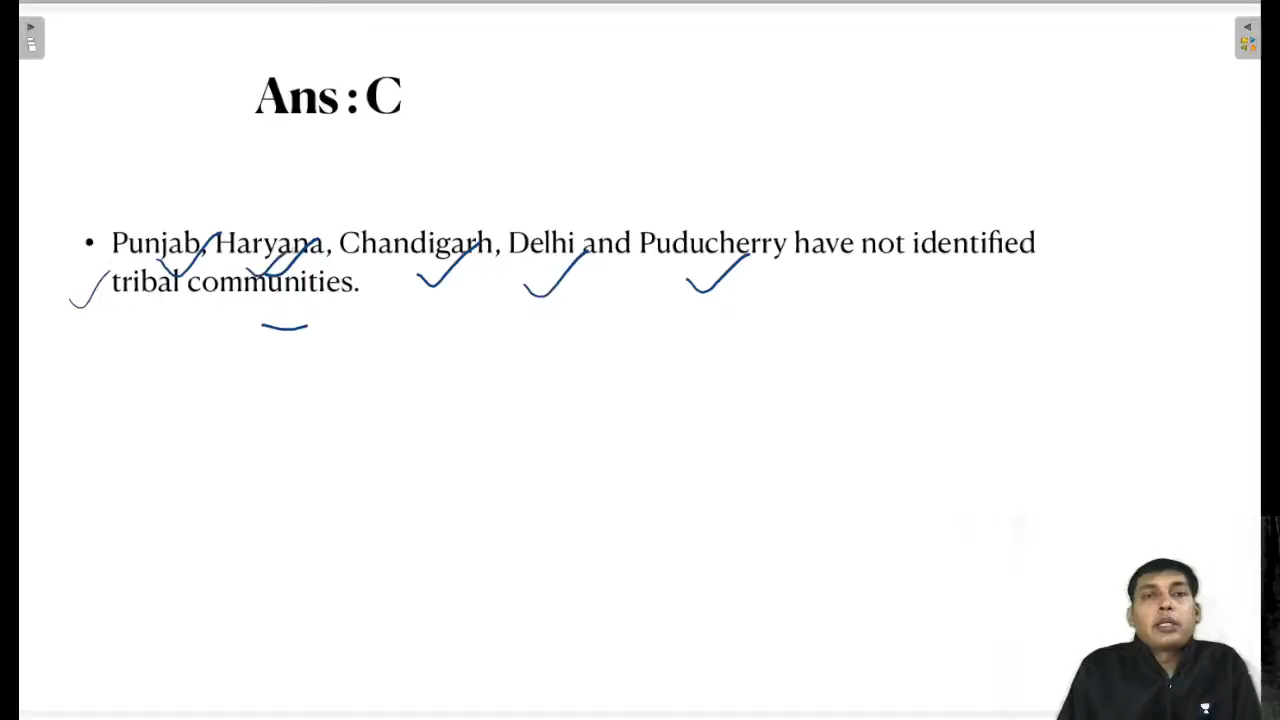 Ans : C
• Punjab, Haryana, Chandigarh, Delhi and Puducherry have not identified
tribal communities.